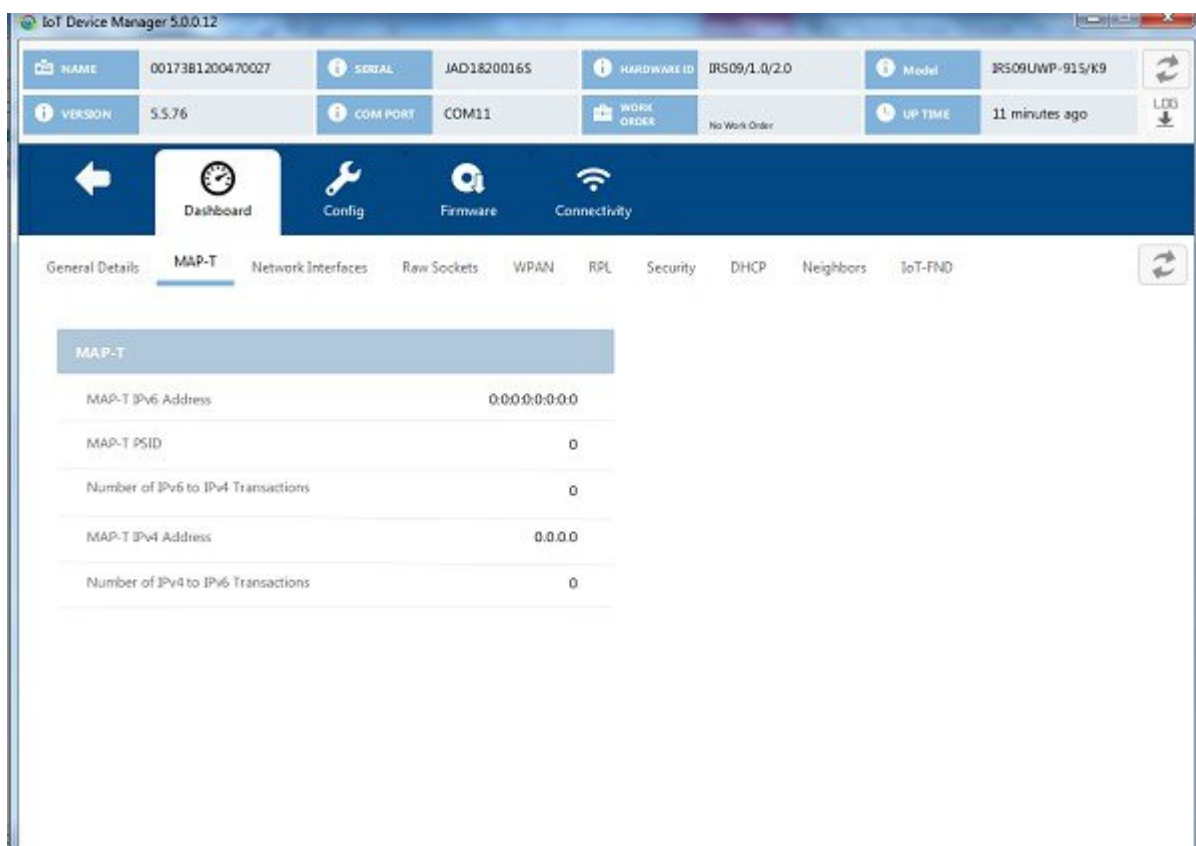 IoT Device Manager 5.0.0.12
NAME 00173B1200470027 SERIAL JAD1820016S HARDWARE ID IR509/1.0/2.0 Model IR509UWP-915/K9
VERSION 5.5.76 COM PORT COM11 WORK ORDER No Work Order UP TIME 11 minutes ago LOG
Dashboard Config Firmware Connectivity
General Details MAP-T Network Interfaces Raw Sockets WPAN RPL Security DHCP Neighbors IoT-FND
MAP-T
MAP-T IPv6 Address 0:0:0:0:0:0:0:0
MAP-T PSID 0
Number of IPv6 to IPv4 Transactions 0
MAP-T IPv4 Address 0.0.0.0
Number of IPv4 to IPv6 Transactions 0